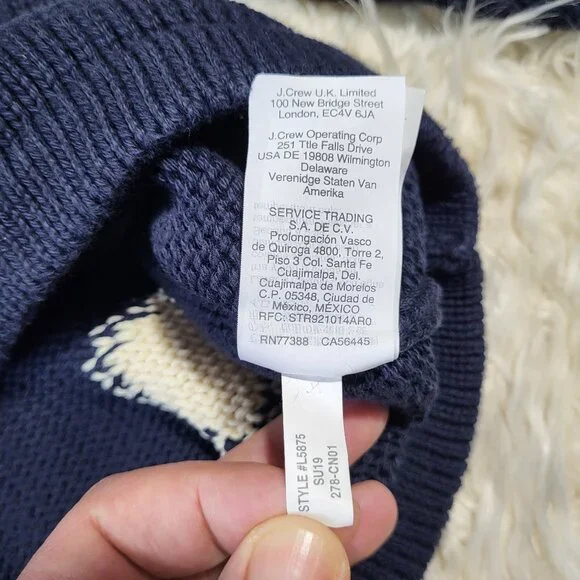 J.Crew U.K. Limited
100 New Bridge Street
London, EC4V 6JA
J.Crew Operating Corp
251 Ttle Falls Drive
USA DE 19808 Wilmington
Delaware
Verenidge Staten Van
Amerika
SERVICE TRADING
S.A. DE C.V.
Prolongación Vasco
de Quiroga 4800, Torre 2,
Piso 3 Col. Santa Fe
Cuajimalpa, Del.
Cuajimalpa de Morelos
C.P. 05348, Ciudad de
México, MÉXICO
RFC: STR921014AR0
RN77388 CA56445
STYLE #L5875
SU19
278-CN01